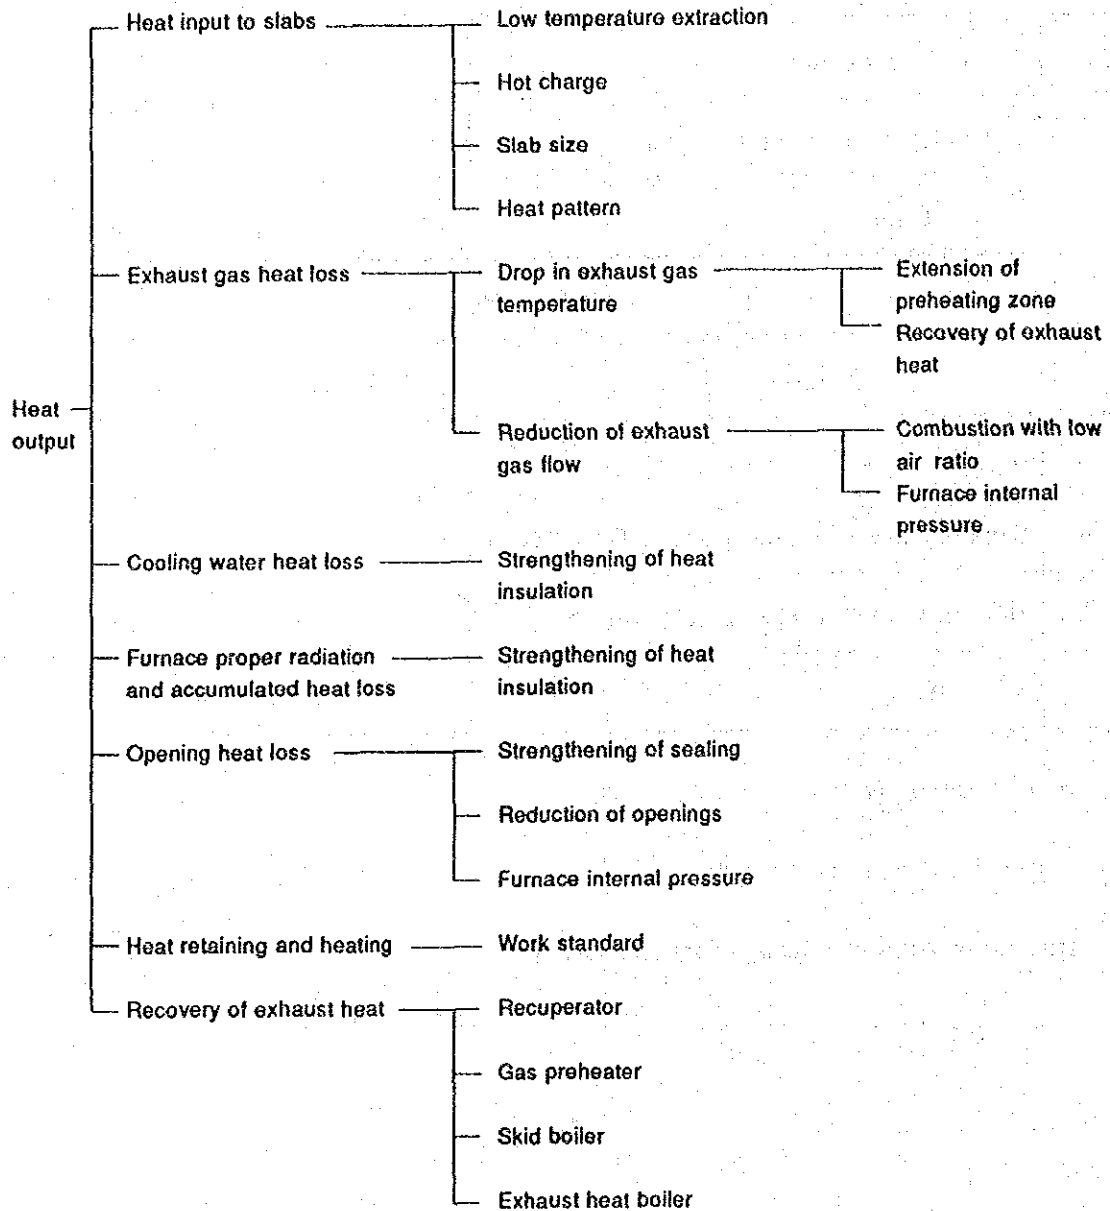 Heat input to slabs
Low temperature extraction
Hot charge
Slab size
Heat pattern
Exhaust gas heat loss
Drop in exhaust gas
temperature
Extension of
preheating zone
Recovery of exhaust
heat
Heat
output
Reduction of exhaust
gas flow
Combustion with low
air ratio
Furnace internal
pressure
Cooling water heat loss
Strengthening of heat
insulation
Furnace proper radiation
and accumulated heat loss
Strengthening of heat
insulation
Opening heat loss
Strengthening of sealing
Reduction of openings
Furnace internal pressure
Heat retaining and heating
Work standard
Recovery of exhaust heat
Recuperator
Gas preheater
Skid boiler
Exhaust heat boiler